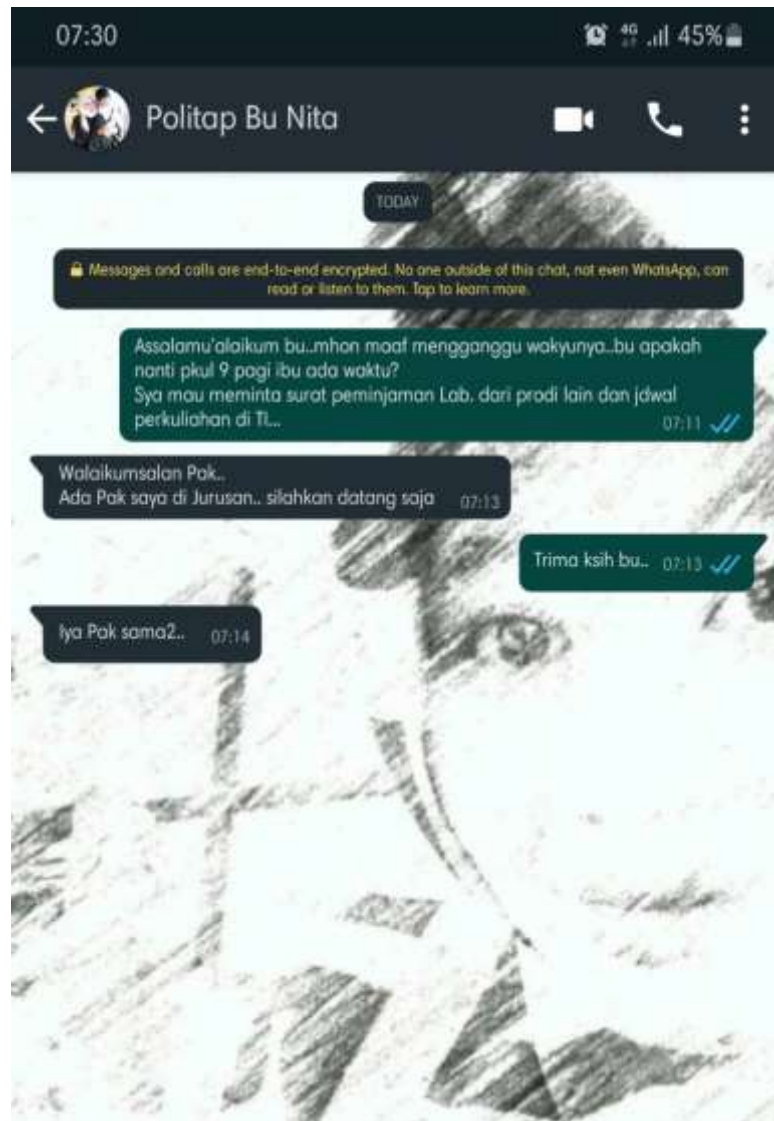 07:30 4G 45%
Politap Bu Nita
TODAY
Messages and calls are end-to-end encrypted. No one outside of this chat, not even WhatsApp, can
read or listen to them. Tap to learn more.
Assalamu'alaikum bu..mhon maaf mengganggu wakyunya..bu apakah
nanti pkul 9 pagi ibu ada waktu?
Sya mau meminta surat peminjaman Lab. dari prodi lain dan jdwal
perkuliahan di TI...
07:11
Walaikumsalan Pak..
Ada Pak saya di Jurusan.. silahkan datang saja 07:13
Trima ksih bu.. 07:13
Iya Pak sama2.. 07:14